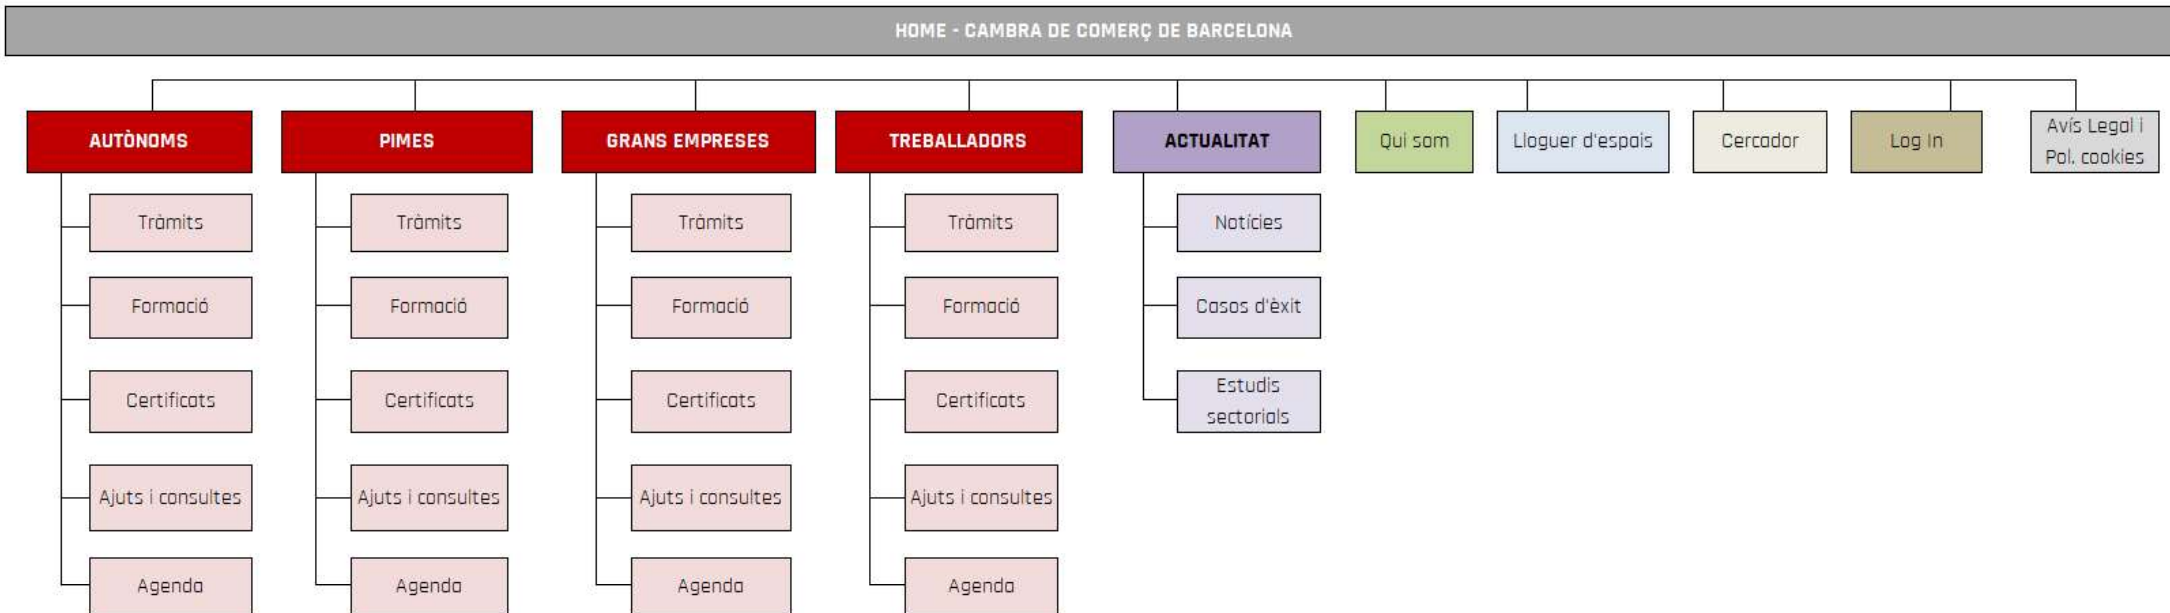 HOME - CAMBRA DE COMERÇ DE BARCELONA
AUTÒNOMS
PIMES
GRANS EMPRESES
TREBALLADORS
ACTUALITAT
Qui som
Lloguer d'espais
Cercador
Log In
Avís Legal i
Pol. cookies
Tràmits
Tràmits
Tràmits
Tràmits
Notícies
Formació
Formació
Formació
Formació
Casos d'èxit
Certificats
Certificats
Certificats
Certificats
Estudis
sectorials
Ajuts i consultes
Ajuts i consultes
Ajuts i consultes
Ajuts i consultes
Agenda
Agenda
Agenda
Agenda